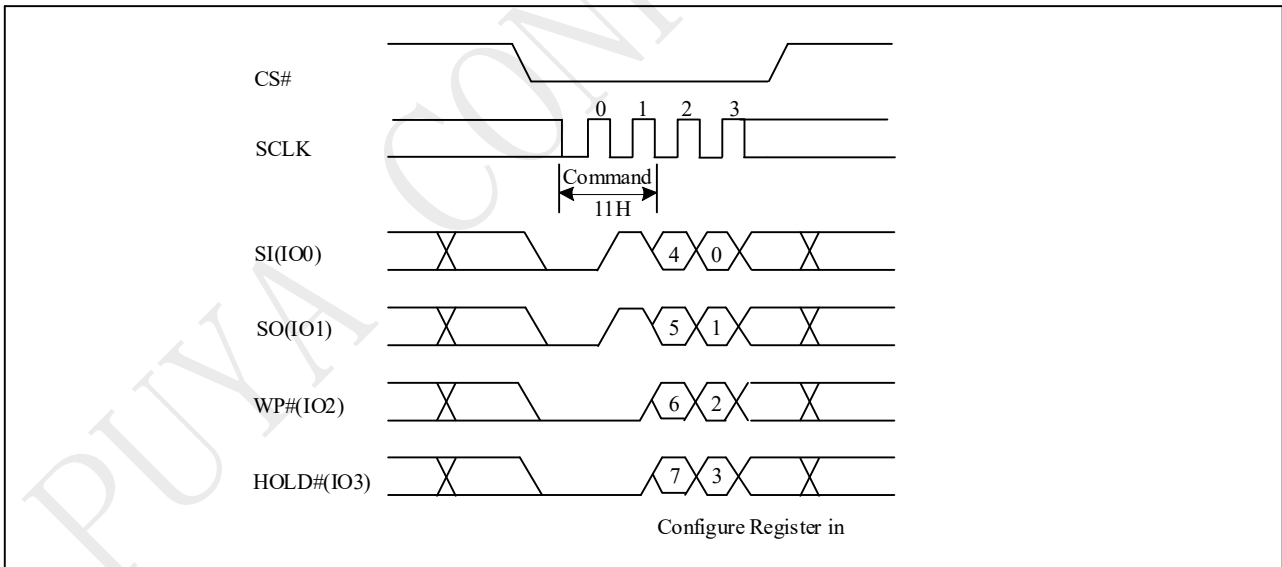 PUYA CON
CS#
0 1 2 3
SCLK
Command
11H
SI(IO0) 4 0
SO(IO1) 5 1
WP#(IO2) 6 2
HOLD#(IO3) 7 3
Configure Register in